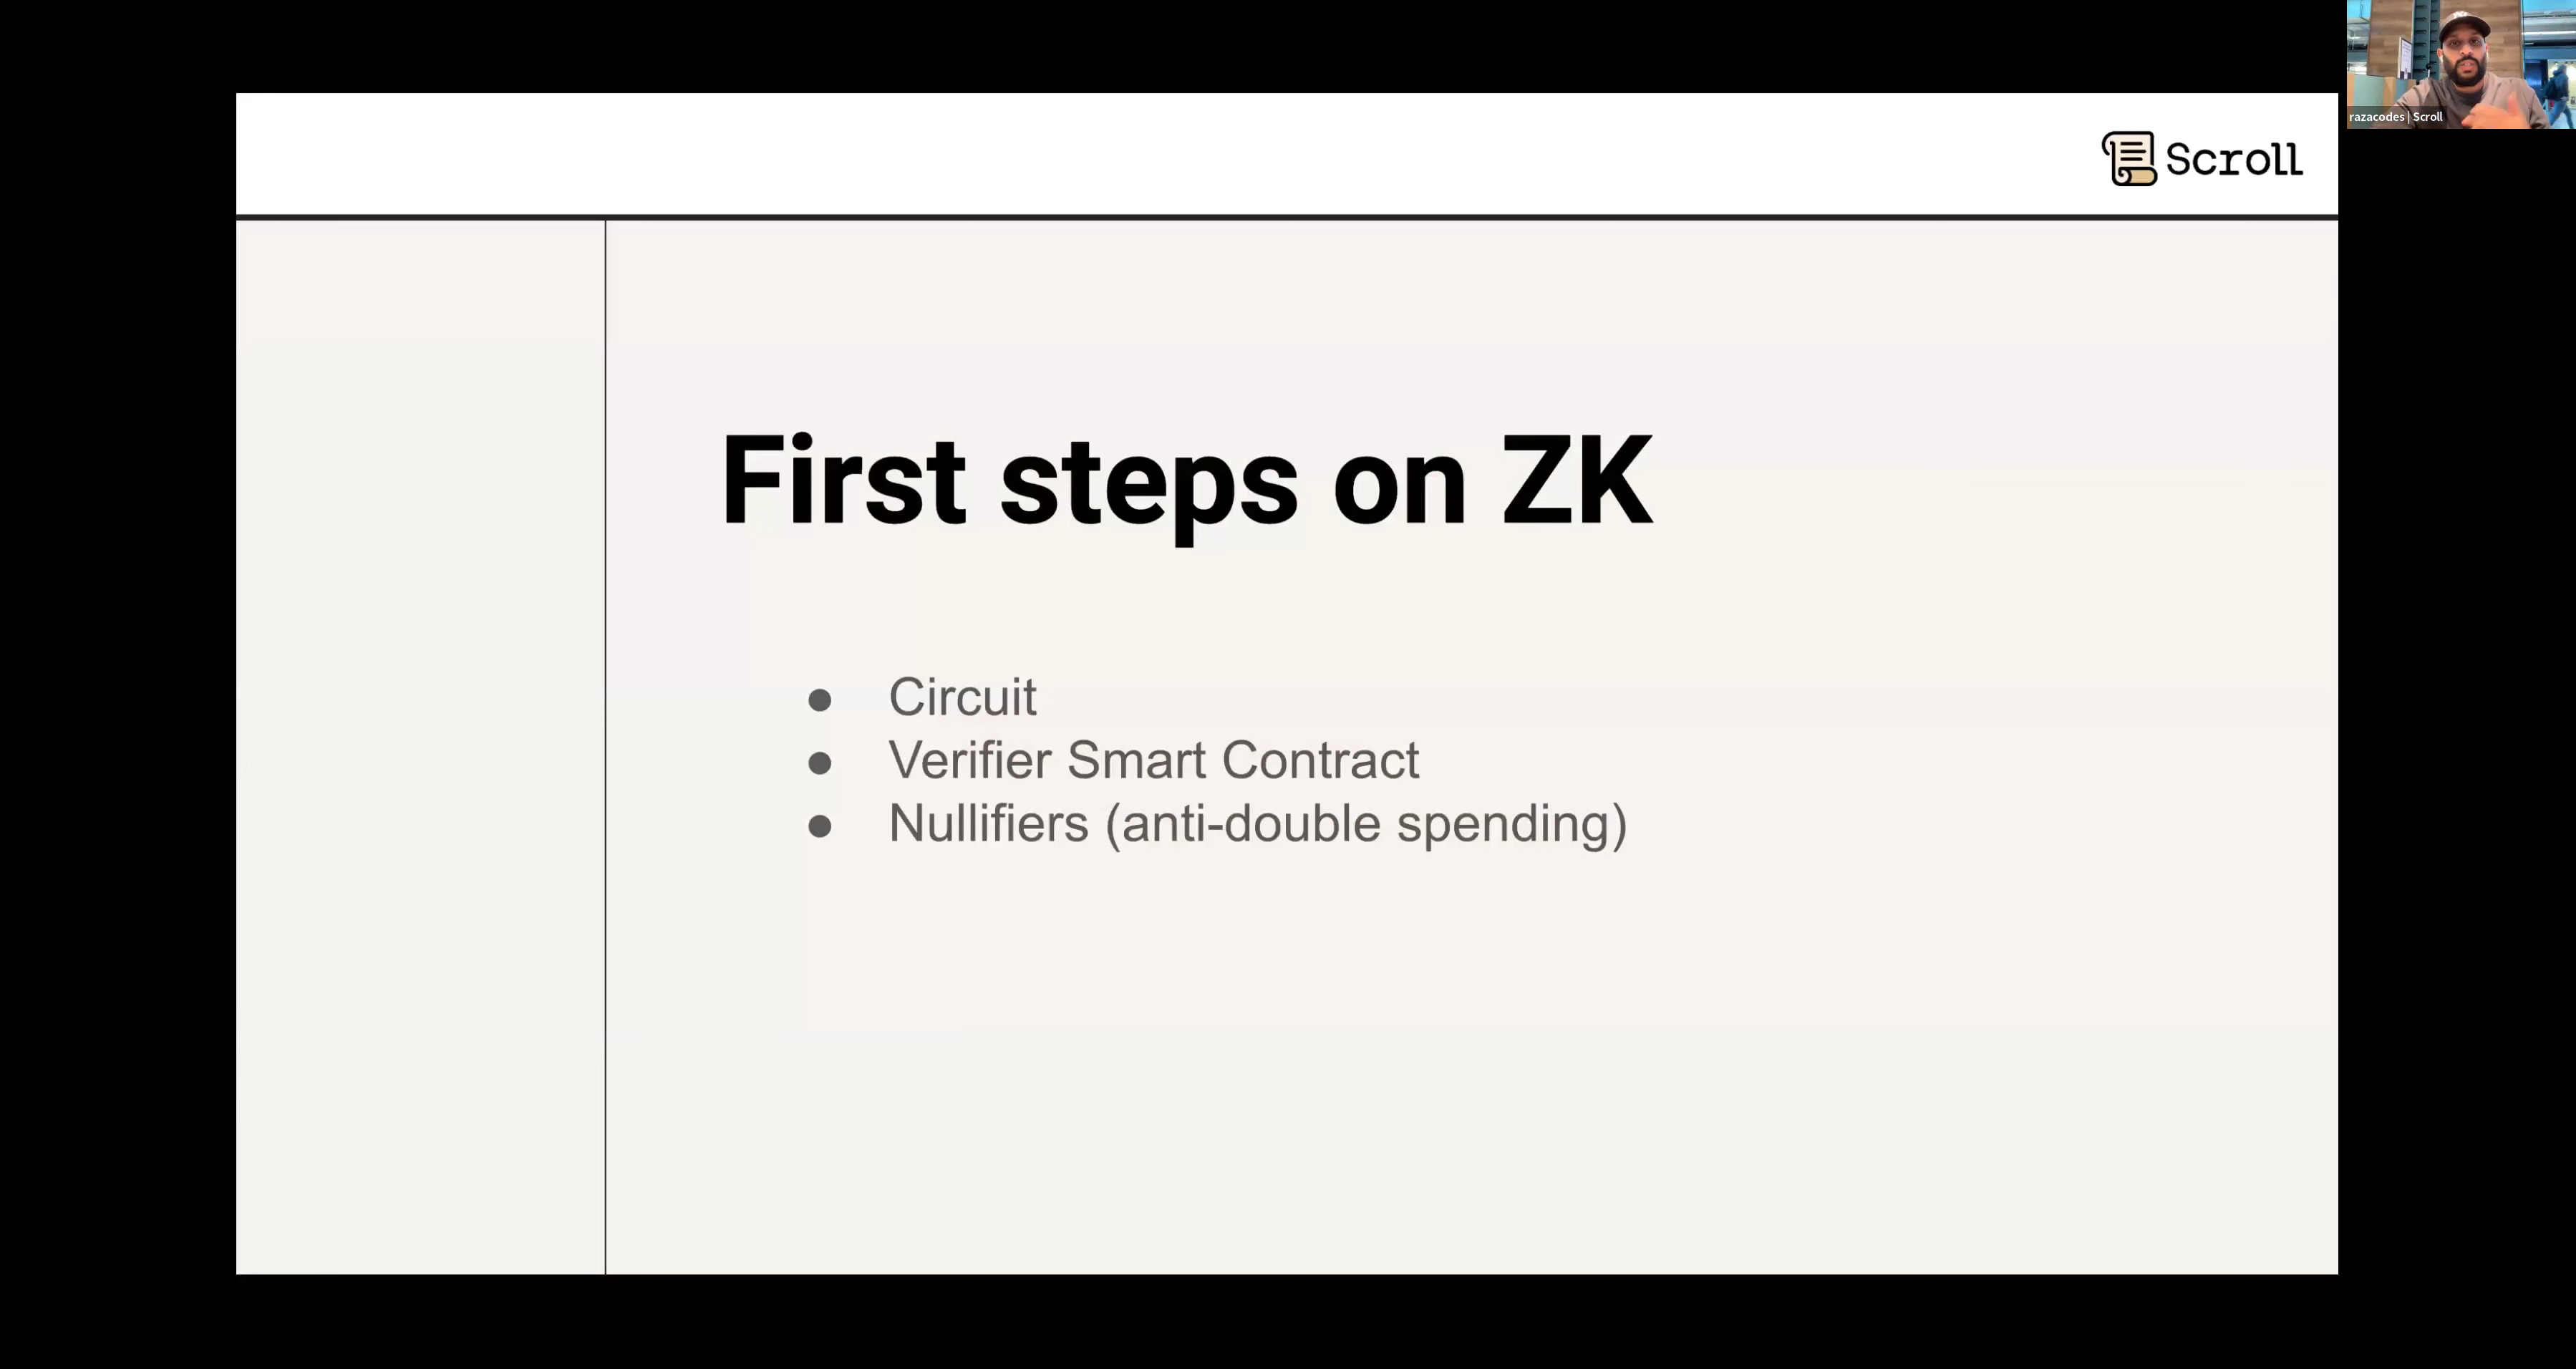 razacodes | Scroll
Scroll
First steps on ZK
● Circuit
● Verifier Smart Contract
● Nullifiers (anti-double spending)